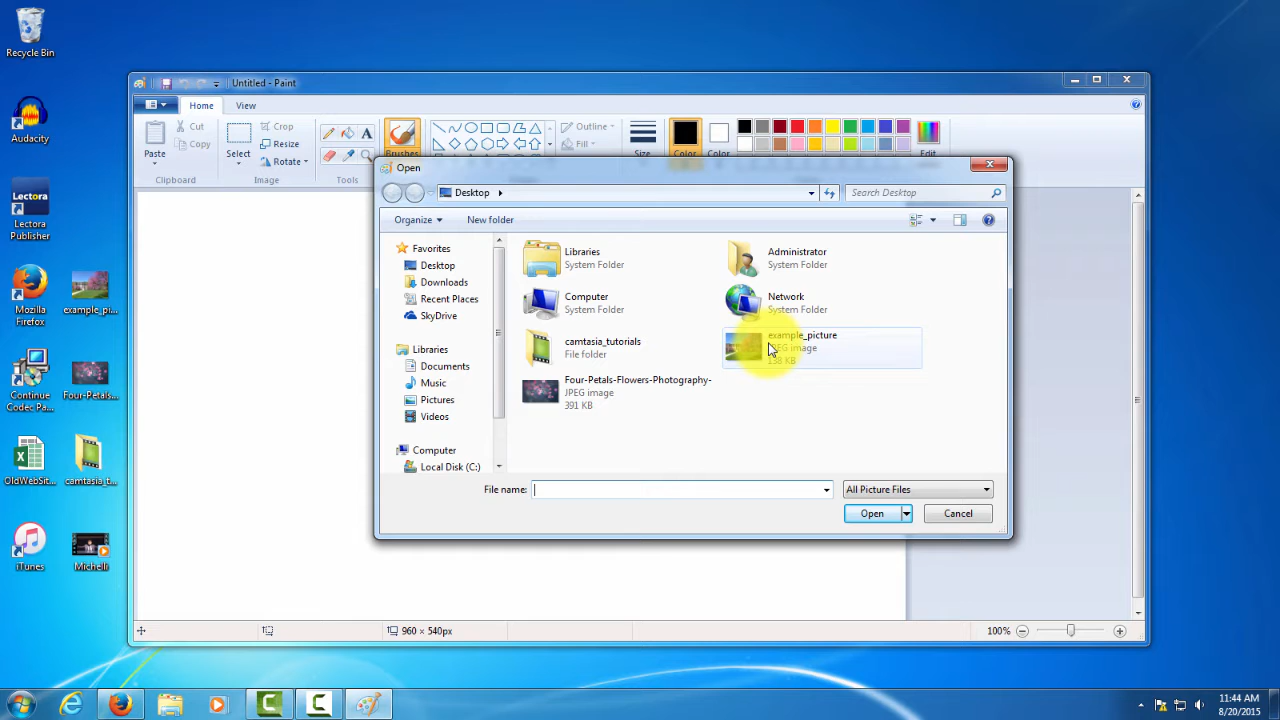 Recycle Bin
Audacity
Lectora
Lectora
Publisher
Mozilla
Firefox
example_pi...
Continue
Codec Pa...
Four-Petals...
OldWebSit...
camtasia_t...
iTunes
Michelli
Untitled - Paint
Home
View
Paste
Cut
Copy
Clipboard
Select
Crop
Resize
Rotate
Image
A
Tools
Brushes
Outline
Fill
Size
Color
Color
Edit
Open
Desktop
Search Desktop
Organize
New folder
Favorites
Desktop
Downloads
Recent Places
SkyDrive
Libraries
Documents
Music
Pictures
Videos
Computer
Local Disk (C:)
Libraries
System Folder
Administrator
System Folder
Computer
System Folder
Network
System Folder
camtasia_tutorials
File folder
example_picture
JPEG image
138 KB
Four-Petals-Flowers-Photography-
JPEG image
391 KB
File name:
All Picture Files
Open
Cancel
960 × 540px
100%
11:44 AM
8/20/2015